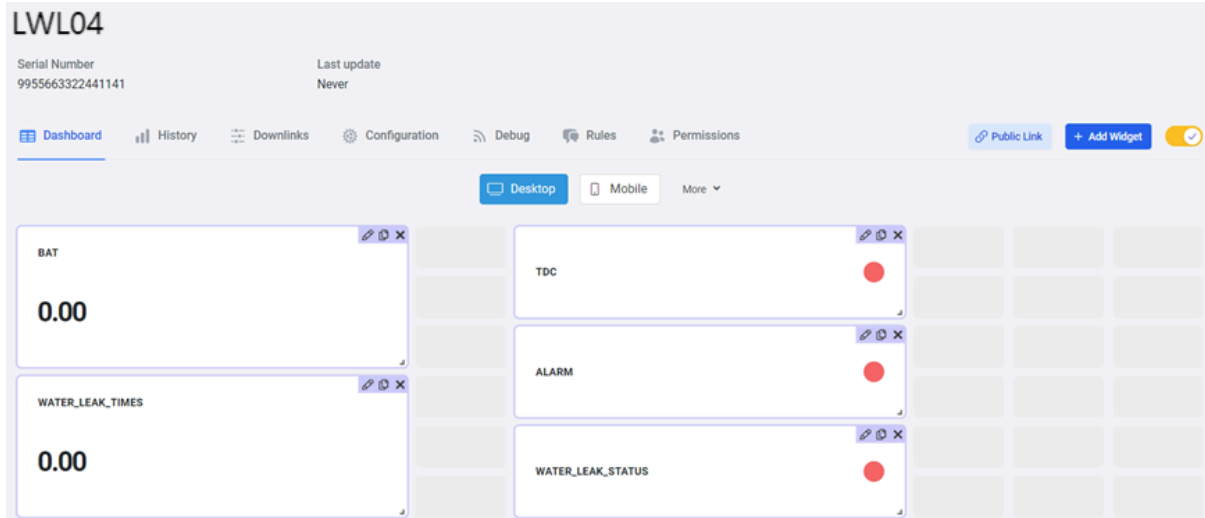 LWL04
Serial Number Last update
9955663322441141 Never
Dashboard History Downlinks Configuration Debug Rules Permissions Public Link + Add Widget
Desktop Mobile More
BAT
0.00
WATER_LEAK_TIMES
0.00
TDC
ALARM
WATER_LEAK_STATUS